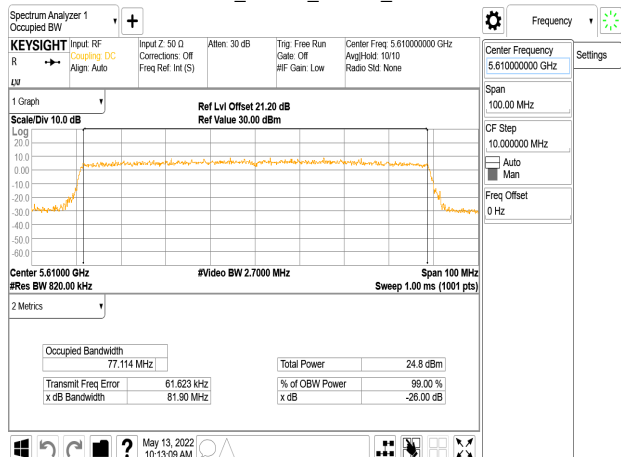 Spectrum Analyzer 1
Occupied BW
Frequency
KEYSIGHT
R
LXI
Input: RF
Coupling: DC
Align: Auto
Input Z: 50 Ω
Corrections: Off
Freq Ref: Int (S)
Atten: 30 dB
Trig: Free Run
Gate: Off
#IF Gain: Low
Center Freq: 5.610000000 GHz
Avg|Hold: 10/10
Radio Std: None
Center Frequency
5.610000000 GHz
Settings
Span
100.00 MHz
CF Step
10.000000 MHz
Auto
Man
Freq Offset
0 Hz
1 Graph
Scale/Div 10.0 dB
Ref Lvl Offset 21.20 dB
Ref Value 30.00 dBm
Log
20.0
10.0
0.00
-10.0
-20.0
-30.0
-40.0
-50.0
-60.0
Center 5.61000 GHz
#Video BW 2.7000 MHz
Span 100 MHz
#Res BW 820.00 kHz
Sweep 1.00 ms (1001 pts)
2 Metrics
Occupied Bandwidth
77.114 MHz
Total Power 24.8 dBm
Transmit Freq Error 61.623 kHz
% of OBW Power 99.00 %
x dB Bandwidth 81.90 MHz
x dB -26.00 dB
?
May 13, 2022
10:13:09 AM